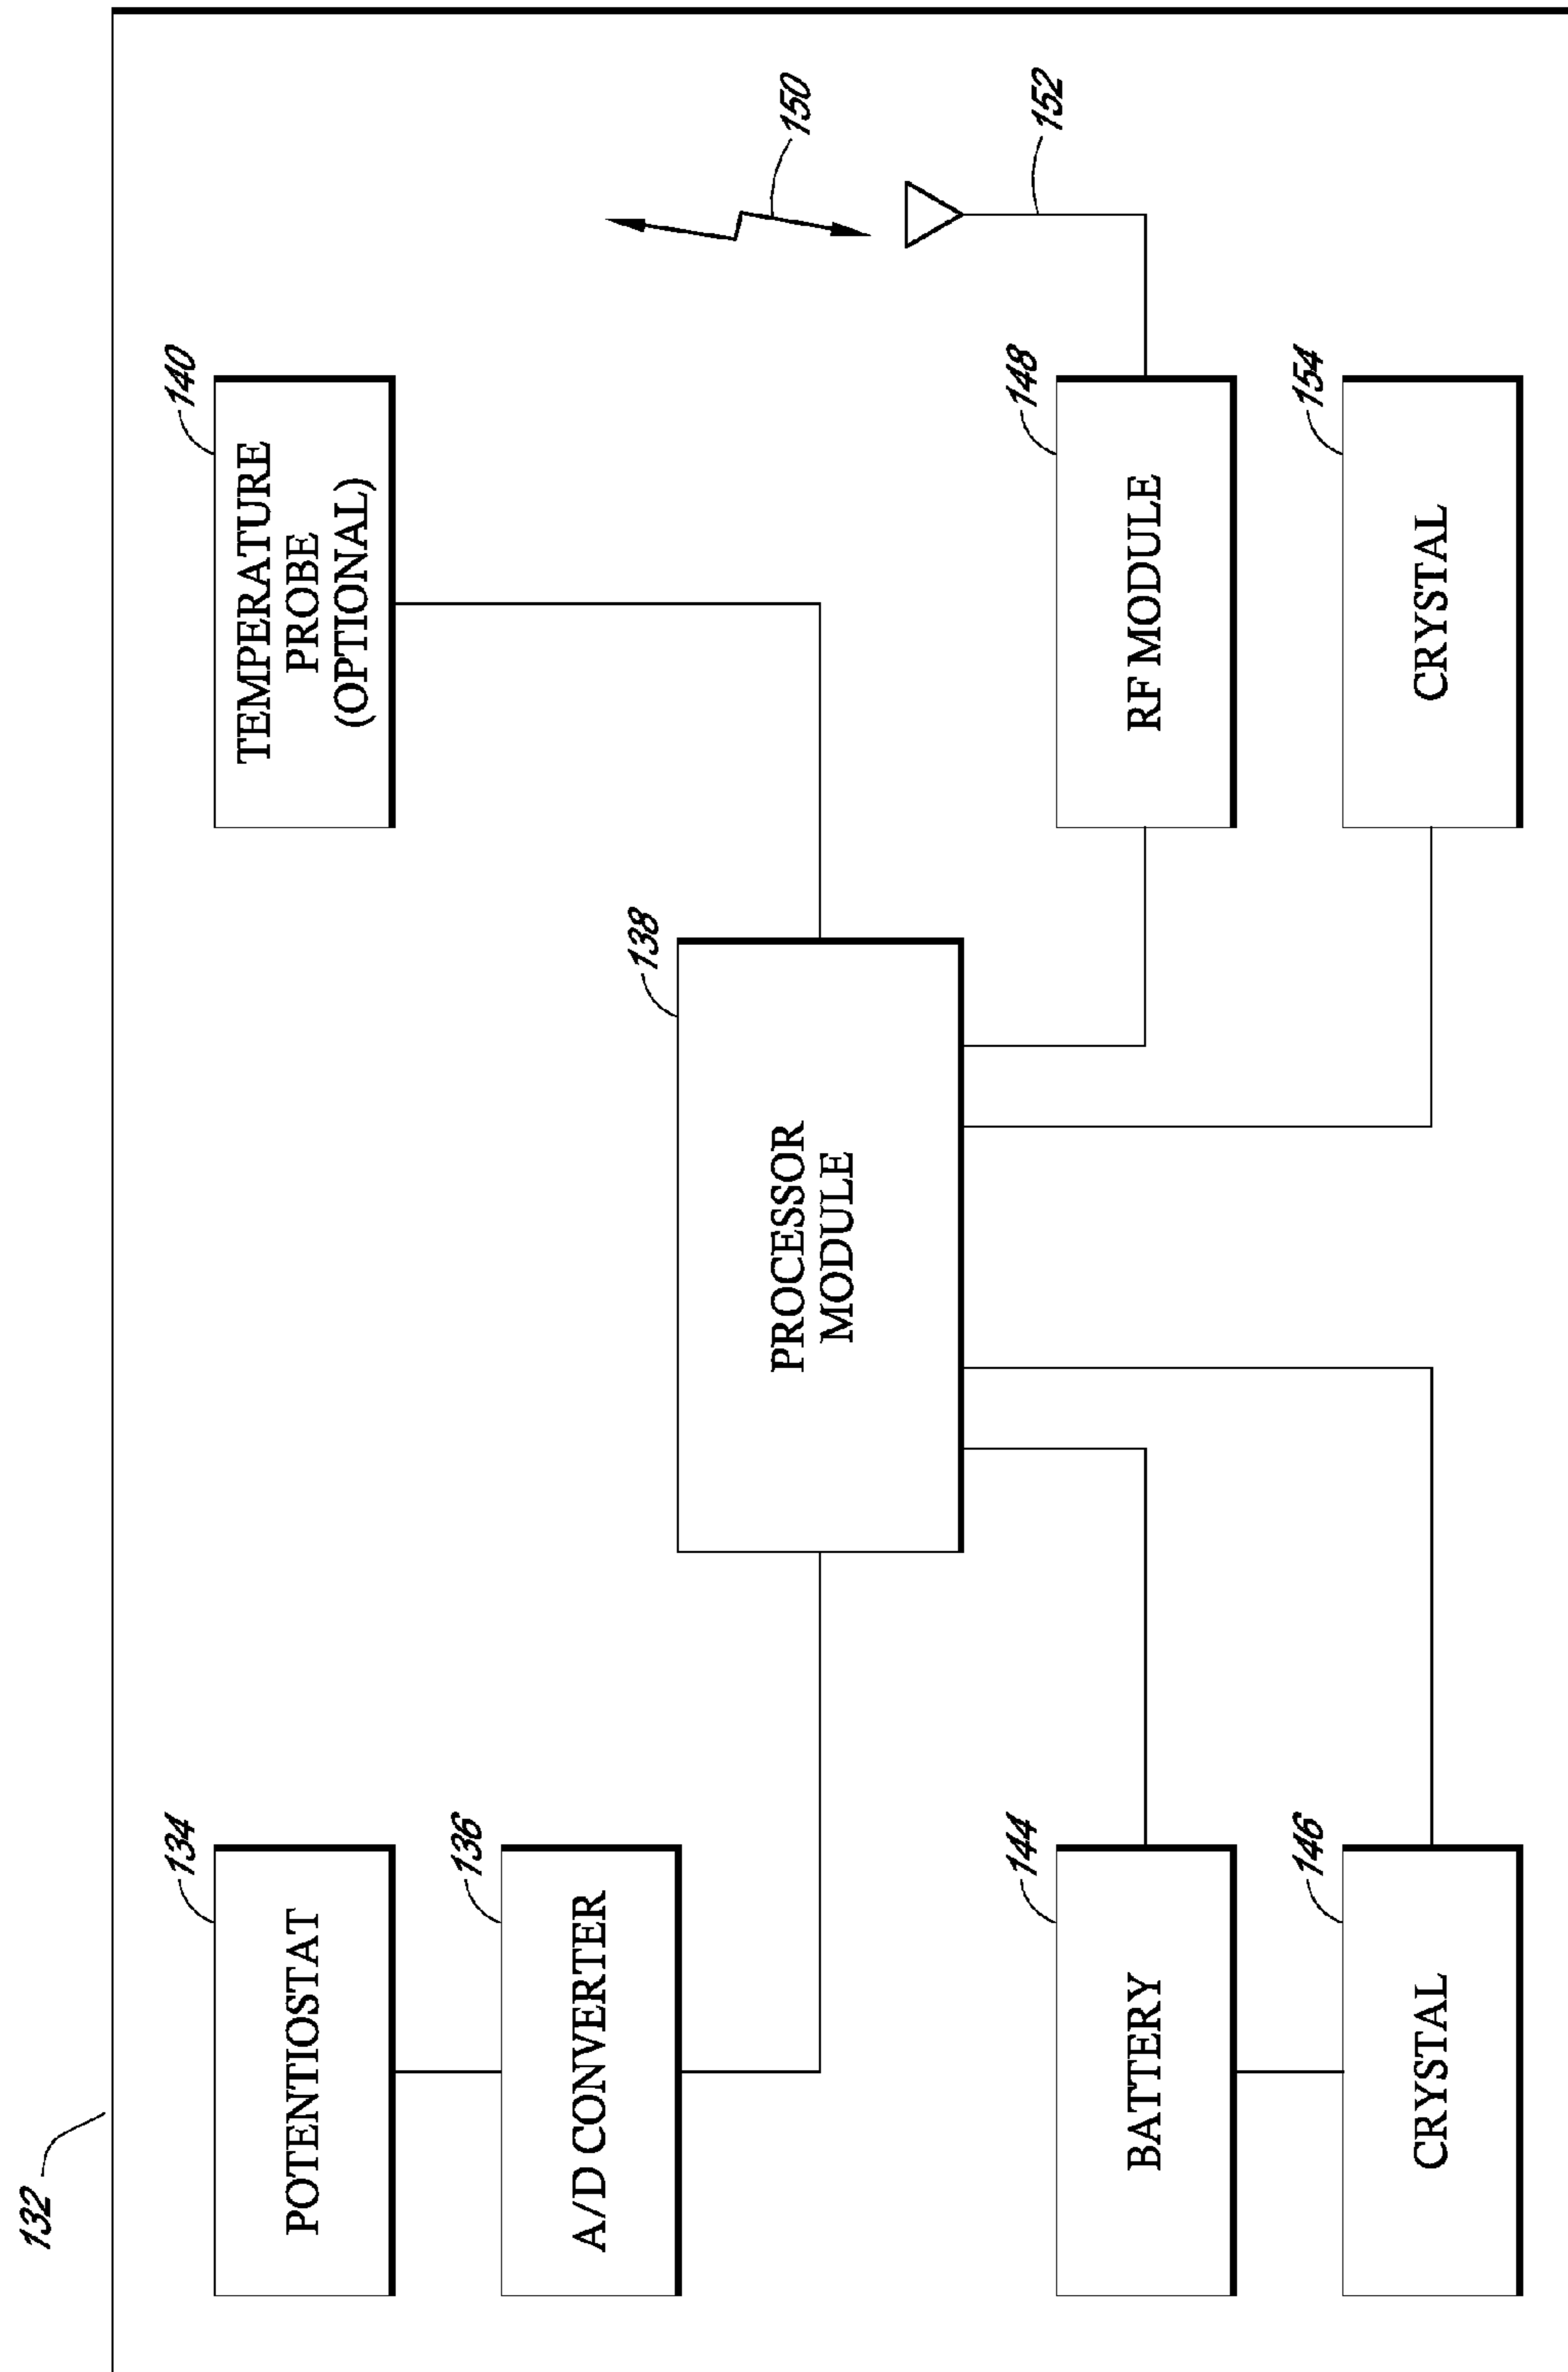 132
134
POTENTIOSTAT
136
A/D CONVERTER
140
TEMPERATURE
PROBE
(OPTIONAL)
138
PROCESSOR
MODULE
150
152
144
BATTERY
146
CRYSTAL
148
RF MODULE
154
CRYSTAL